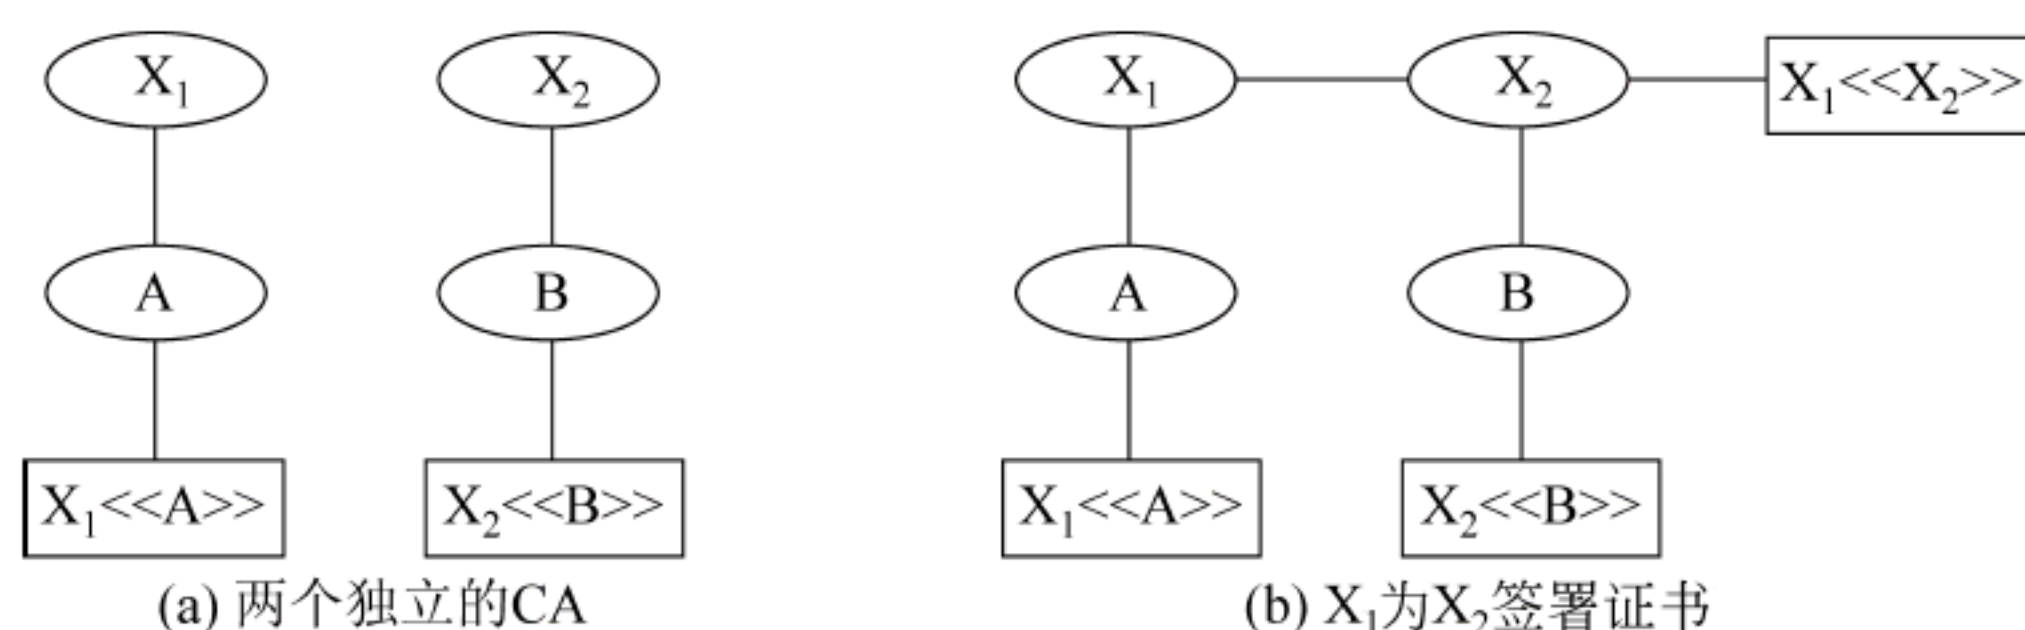 X₁ X₂ X₁ X₂ X₁<<X₂>>
A B A B
X₁<<A>> X₂<<B>> X₁<<A>> X₂<<B>>
(a) 两个独立的CA (b) X₁为X₂签署证书